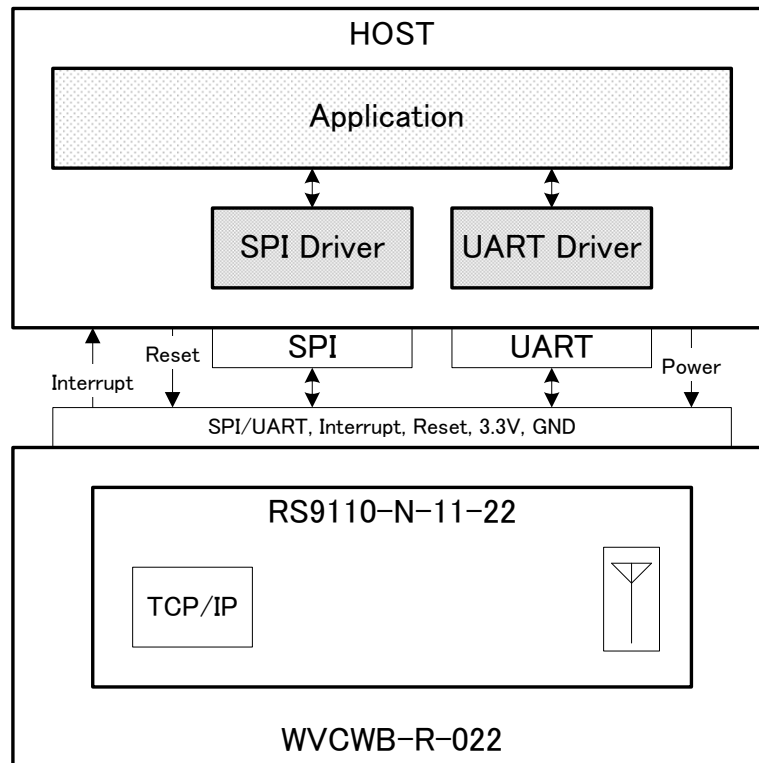 HOST
Application
SPI Driver
UART Driver
Interrupt
Reset
SPI
UART
Power
SPI/UART, Interrupt, Reset, 3.3V, GND
RS9110-N-11-22
TCP/IP
WVCWB-R-022